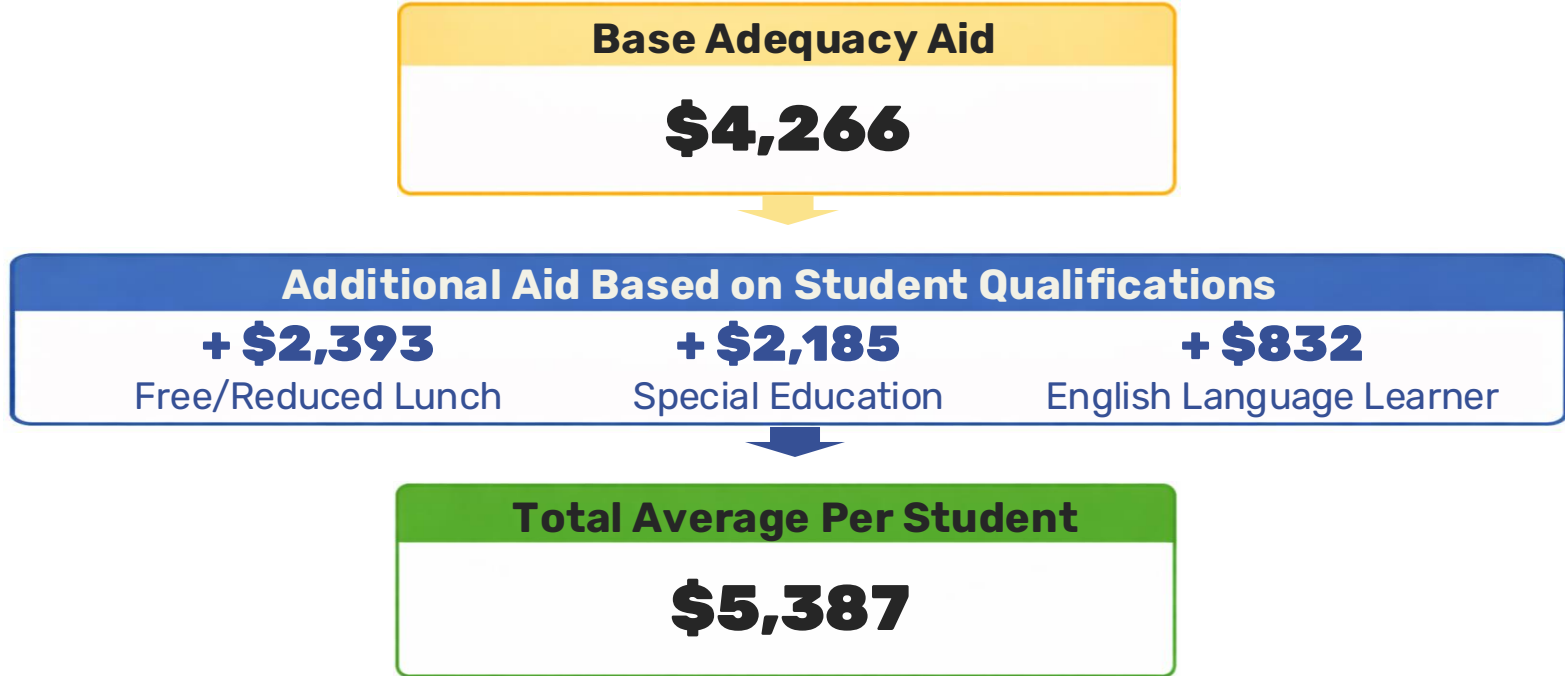 Base Adequacy Aid
$4,266
Additional Aid Based on Student Qualifications
+ $2,393 + $2,185 + $832
Free/Reduced Lunch Special Education English Language Learner
Total Average Per Student
$5,387